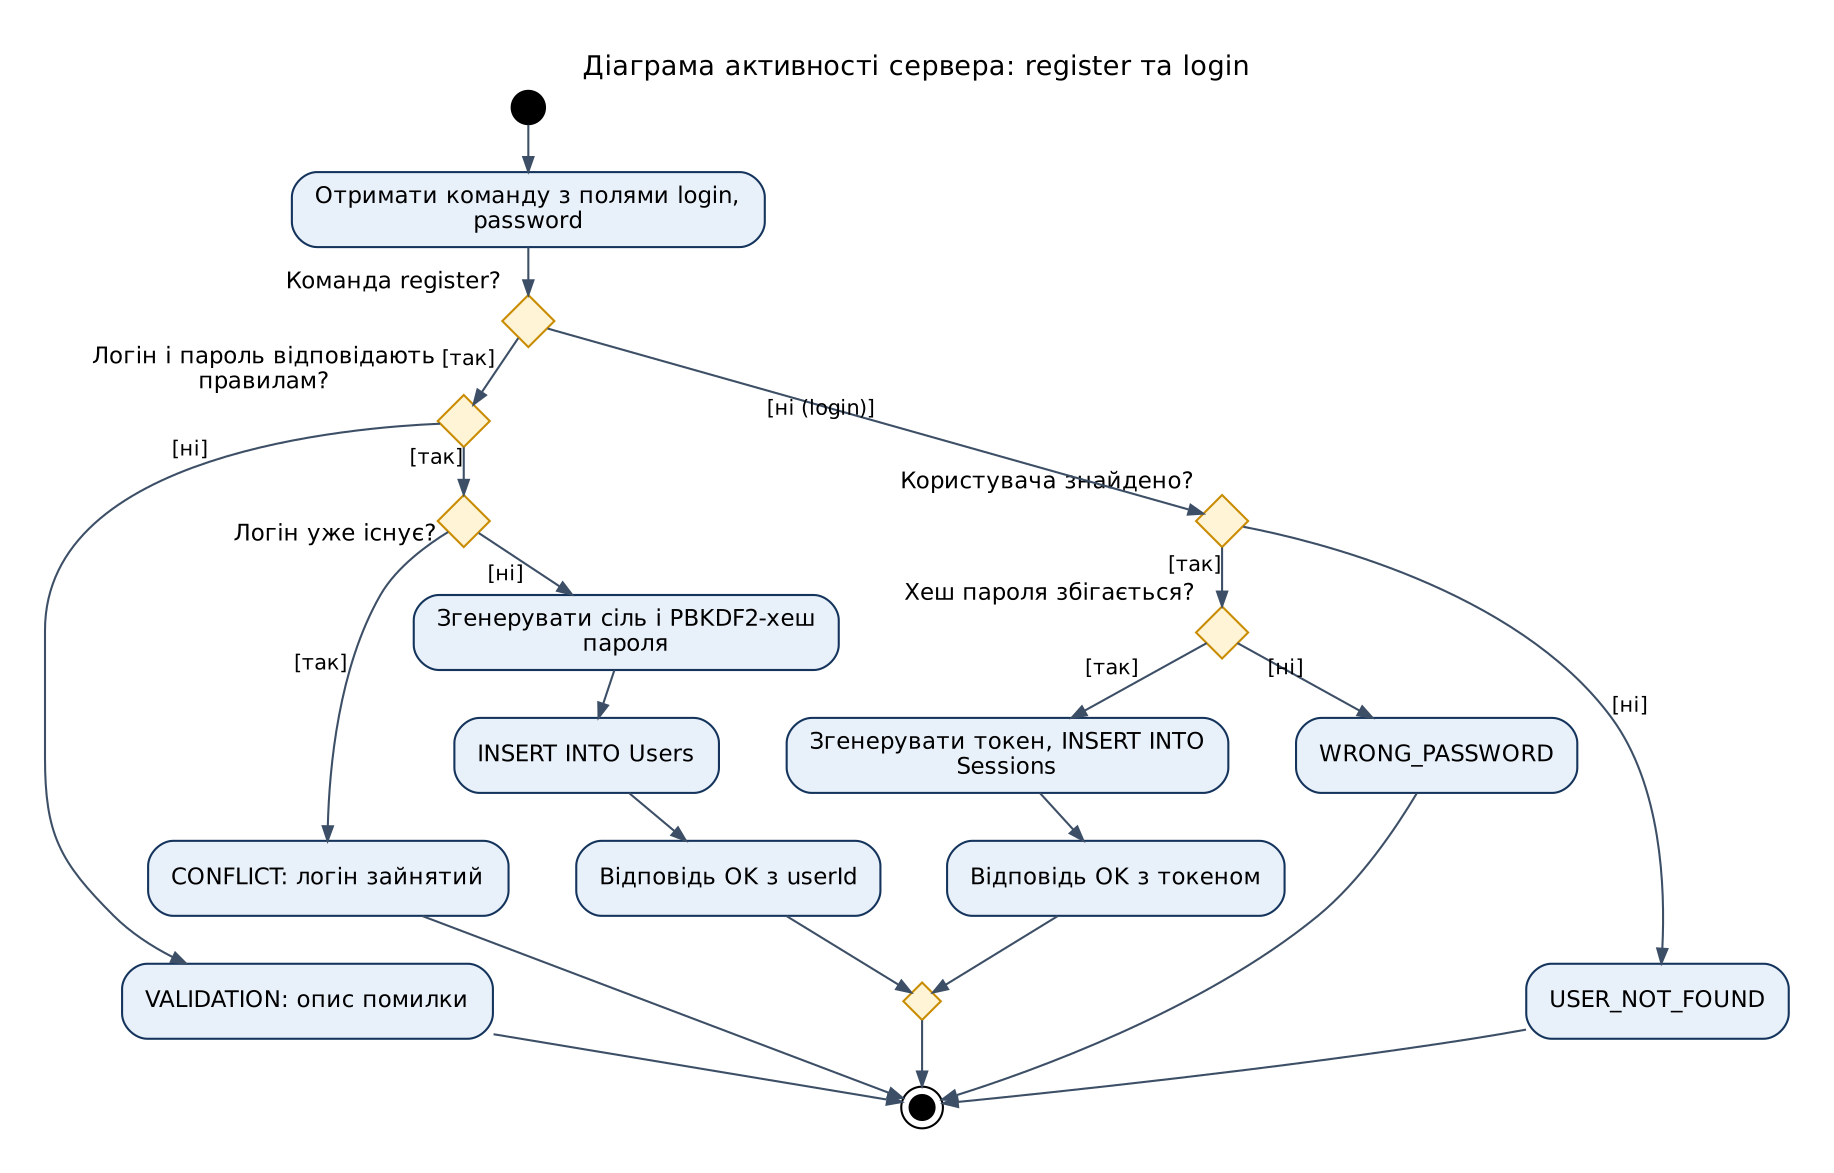 Діаграма активності сервера: register та login
Отримати команду з полями login,
password
Команда register?
Логін і пароль відповідають
правилам?
[так]
[ні (login)]
[ні]
[так]
Користувача знайдено?
Логін уже існує?
[ні]
[так]
Хеш пароля збігається?
Згенерувати сіль і PBKDF2-хеш
пароля
[так]
[так]
[ні]
[ні]
INSERT INTO Users
Згенерувати токен, INSERT INTO
Sessions
WRONG_PASSWORD
CONFLICT: логін зайнятий
Відповідь OK з userId
Відповідь OK з токеном
VALIDATION: опис помилки
USER_NOT_FOUND